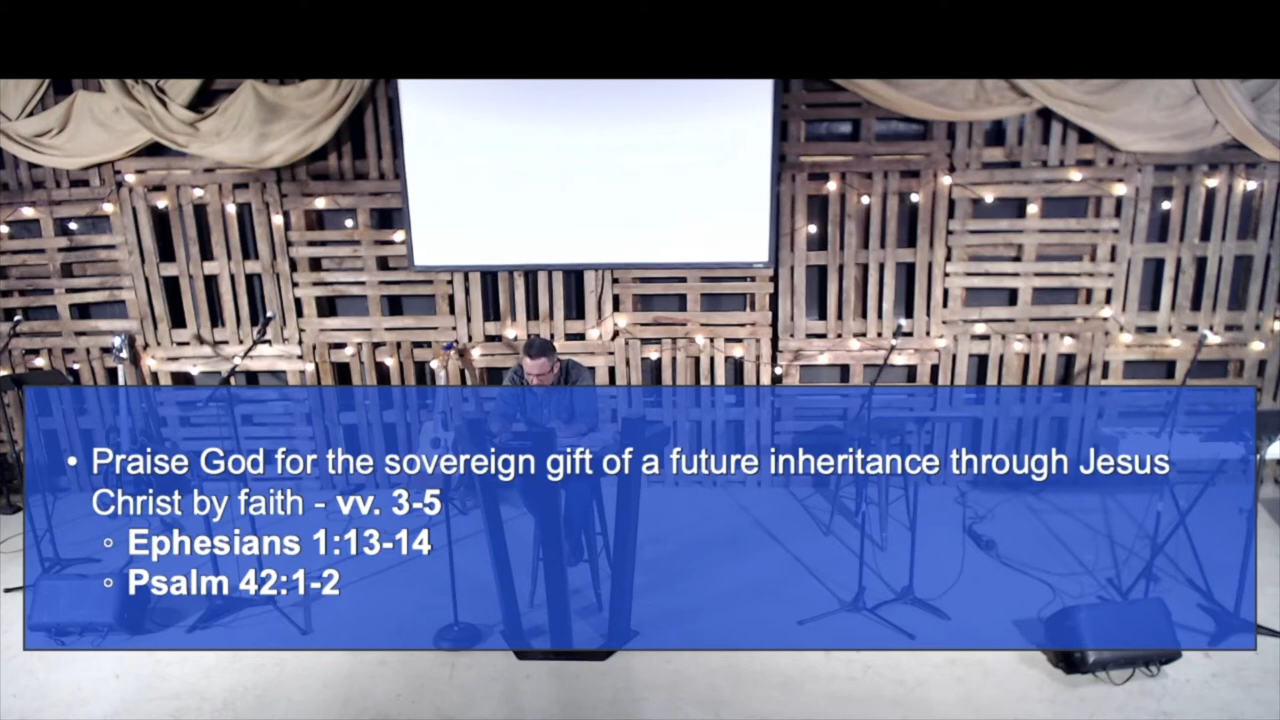 • Praise God for the sovereign gift of a future inheritance through Jesus
Christ by faith - vv. 3-5
◦ Ephesians 1:13-14
◦ Psalm 42:1-2